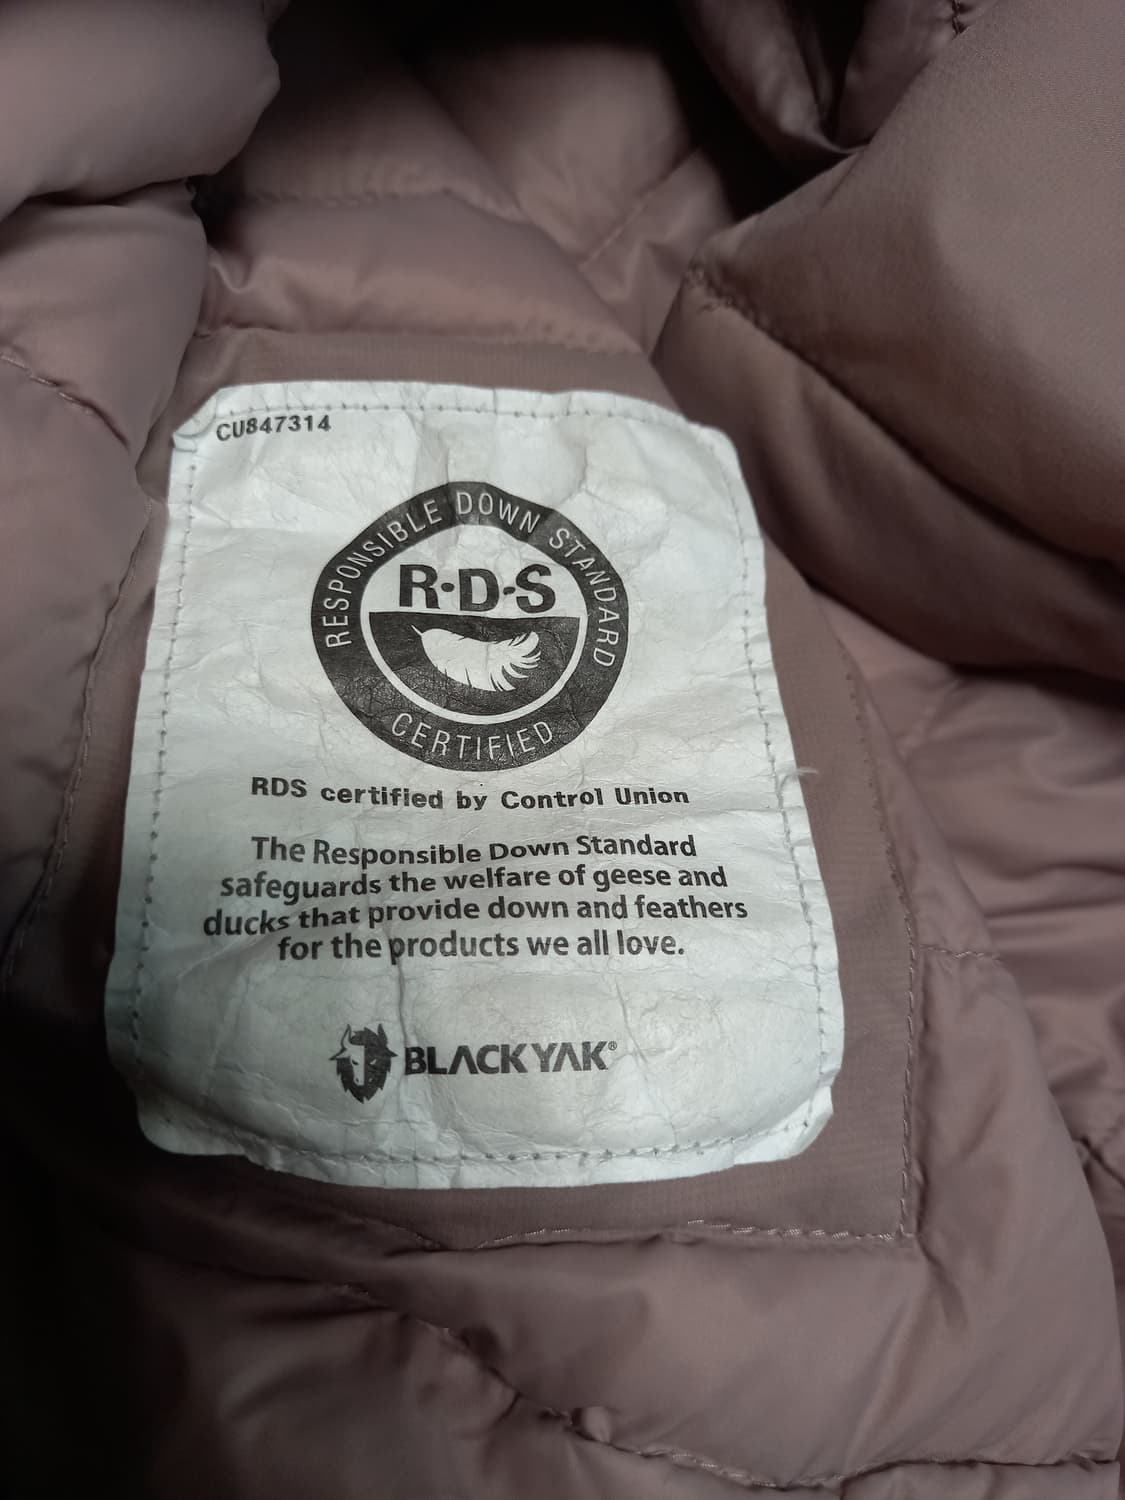 CU847314
RESPONSIBLE DOWN STANDARD
R·D·S
CERTIFIED
RDS certified by Control Union
The Responsible Down Standard
safeguards the welfare of geese and
ducks that provide down and feathers
for the products we all love.
BLACKYAK®